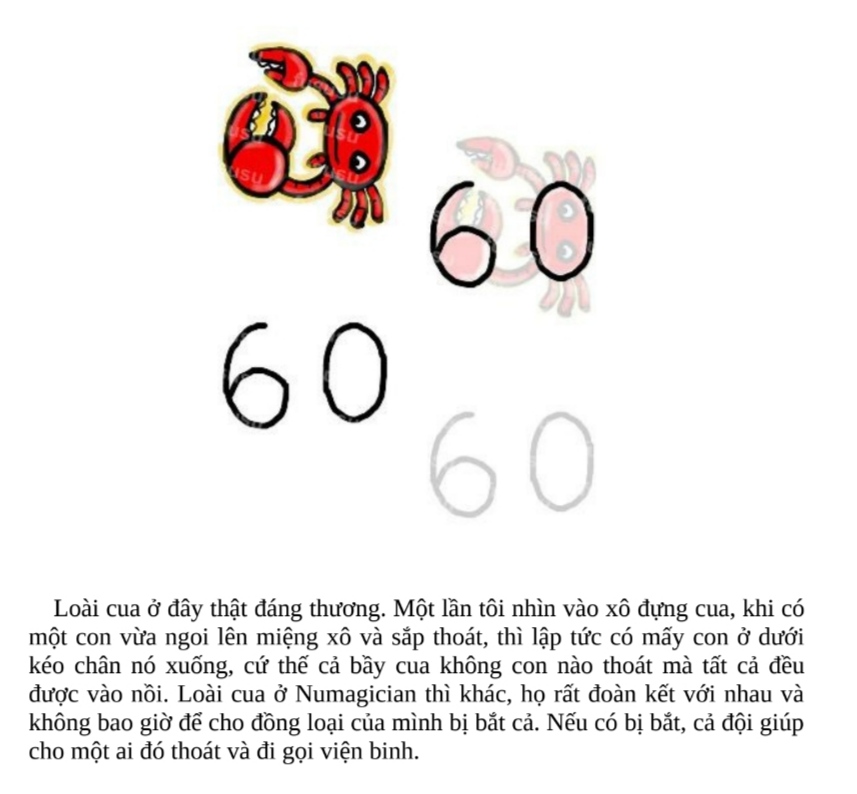 60
60
60
Loài cua ở đây thật đáng thương. Một lần tôi nhìn vào xô đựng cua, khi có
một con vừa ngoi lên miệng xô và sắp thoát, thì lập tức có mấy con ở dưới
kéo chân nó xuống, cứ thế cả bầy cua không con nào thoát mà tất cả đều
được vào nồi. Loài cua ở Numagician thì khác, họ rất đoàn kết với nhau và
không bao giờ để cho đồng loại của mình bị bắt cả. Nếu có bị bắt, cả đội giúp
cho một ai đó thoát và đi gọi viện binh.